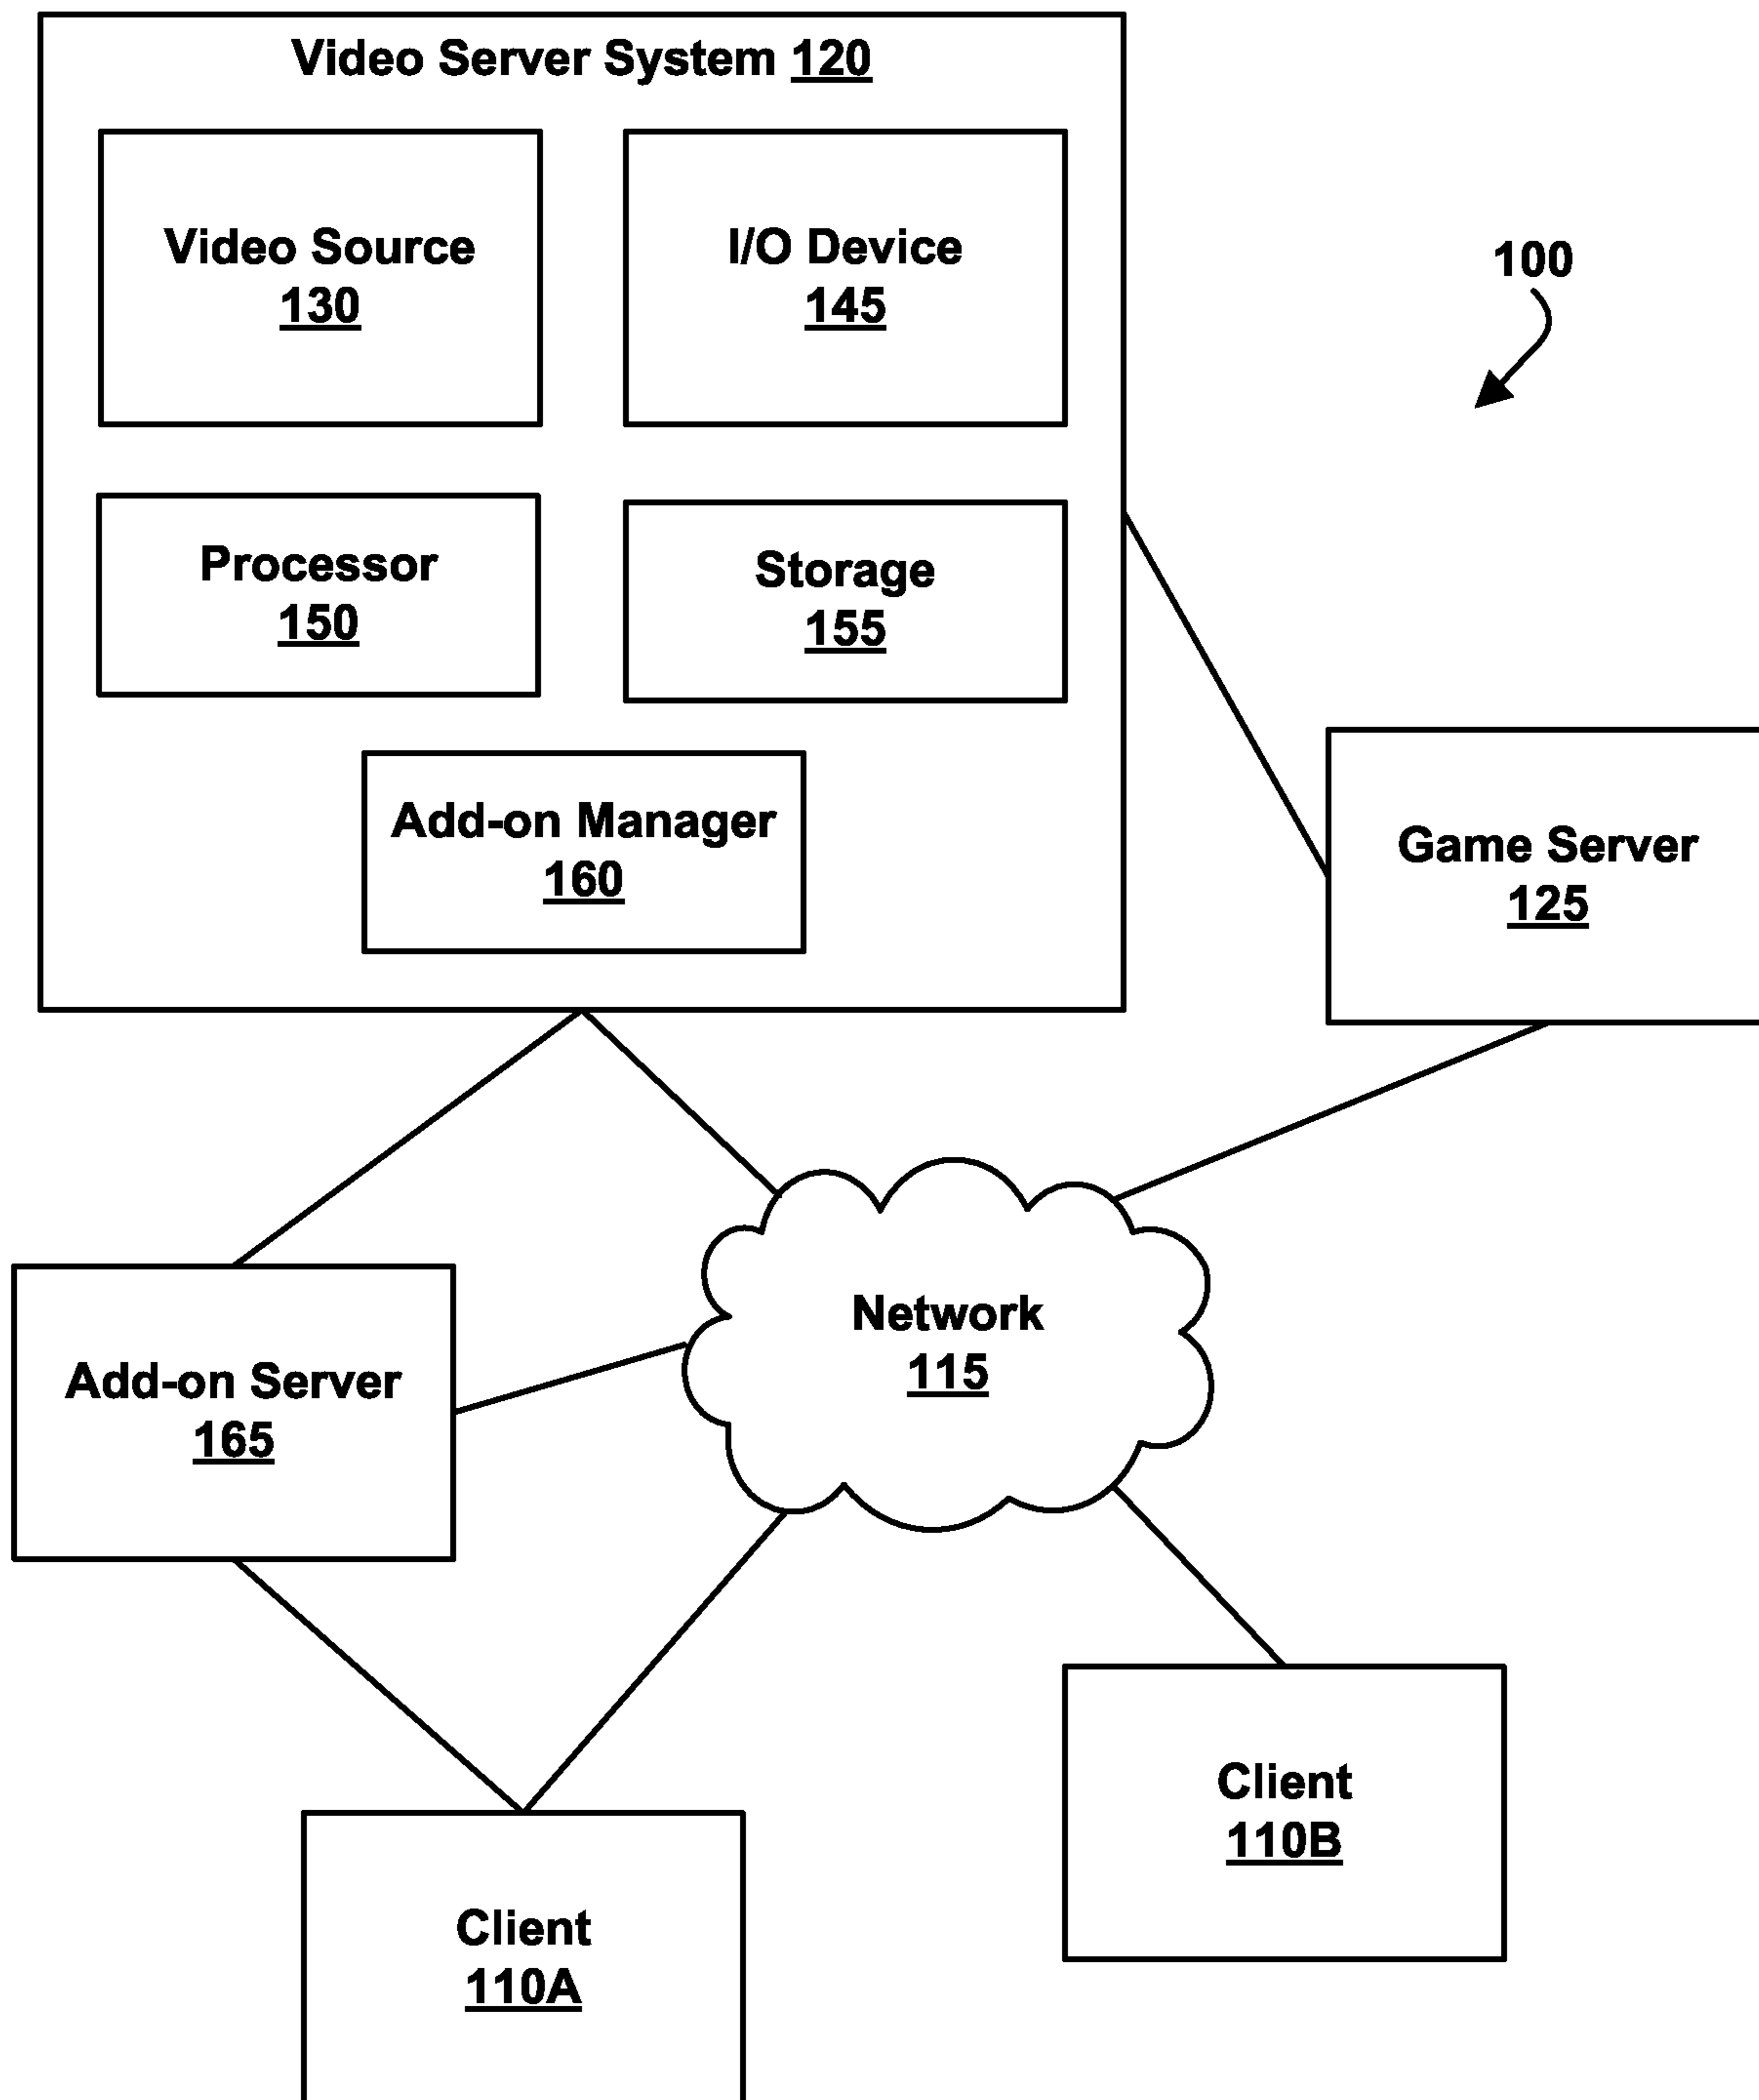 Video Server System 120
Video Source
130
I/O Device
145
100
Processor
150
Storage
155
Add-on Manager
160
Game Server
125
Network
115
Add-on Server
165
Client
110B
Client
110A